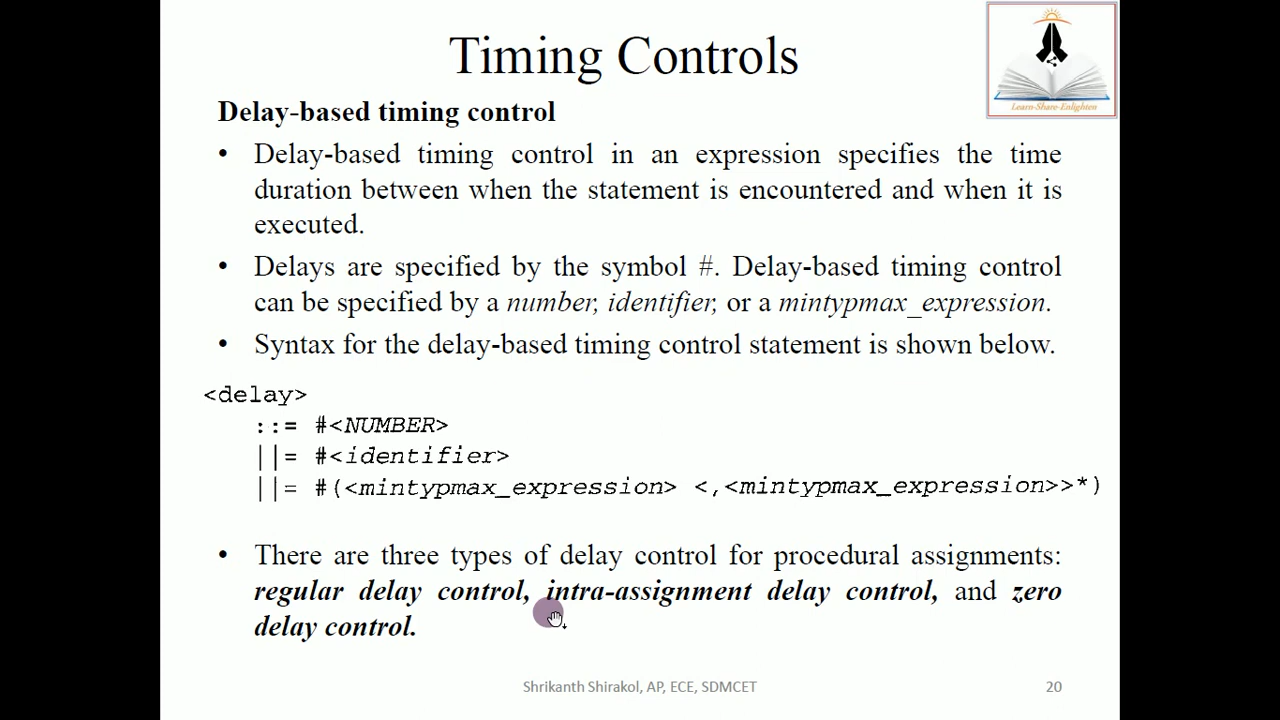 Timing Controls
Learn-Share-Enlighten
Delay-based timing control
• Delay-based timing control in an expression specifies the time
duration between when the statement is encountered and when it is
executed.
• Delays are specified by the symbol #. Delay-based timing control
can be specified by a number, identifier, or a mintypmax_expression.
• Syntax for the delay-based timing control statement is shown below.
<delay>
::= #<NUMBER>
||= #<identifier>
||= #(<mintypmax_expression> <,<mintypmax_expression>>*)
• There are three types of delay control for procedural assignments:
regular delay control, intra-assignment delay control, and zero
delay control.
Shrikanth Shirakol, AP, ECE, SDMCET
20